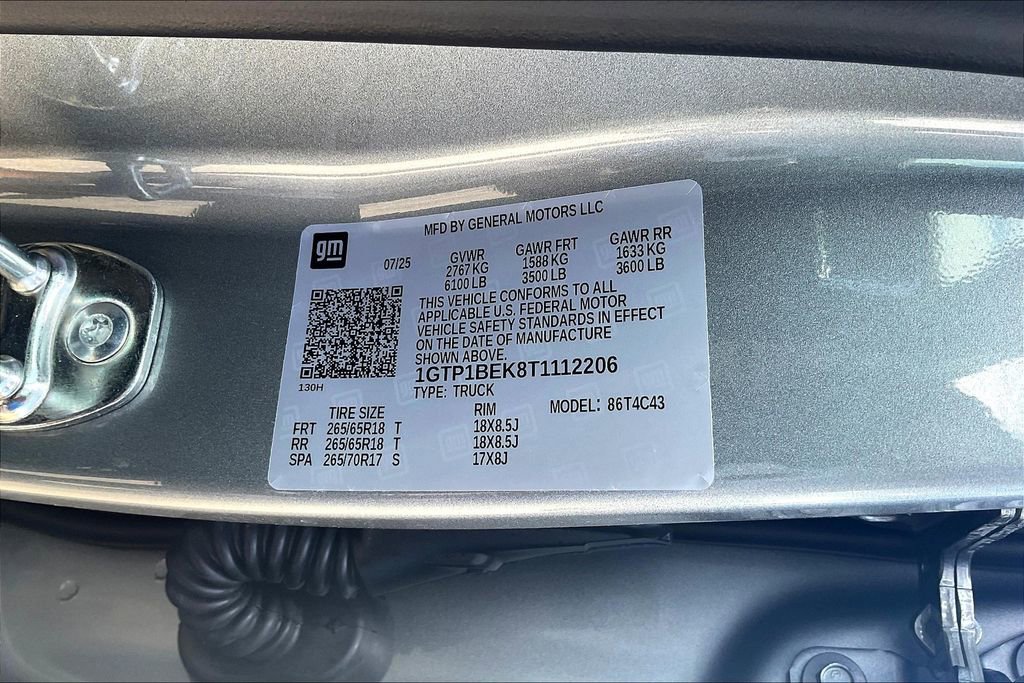 MFD BY GENERAL MOTORS LLC
gm
07/25
GVWR GAWR FRT GAWR RR
2767 KG 1588 KG 1633 KG
6100 LB 3500 LB 3600 LB
THIS VEHICLE CONFORMS TO ALL
APPLICABLE U.S. FEDERAL MOTOR
VEHICLE SAFETY STANDARDS IN EFFECT
ON THE DATE OF MANUFACTURE
SHOWN ABOVE.
1GTP1BEK8T1112206
130H
TYPE: TRUCK
TIRE SIZE RIM MODEL: 86T4C43
FRT 265/65R18 T 18X8.5J
RR 265/65R18 T 18X8.5J
SPA 265/70R17 S 17X8J